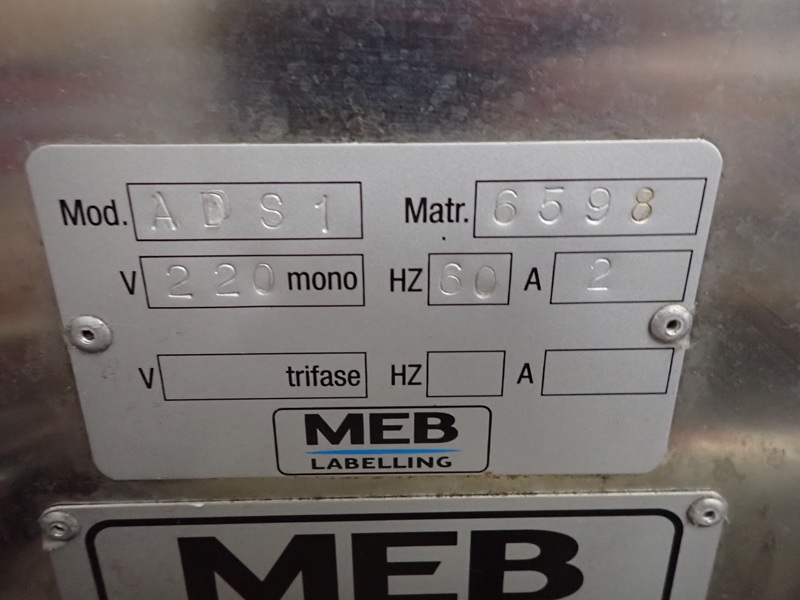 Mod. ADS1 Matr. 6598
V 220 mono HZ 60 A 2
V trifase HZ A
MEB
LABELLING
MEB